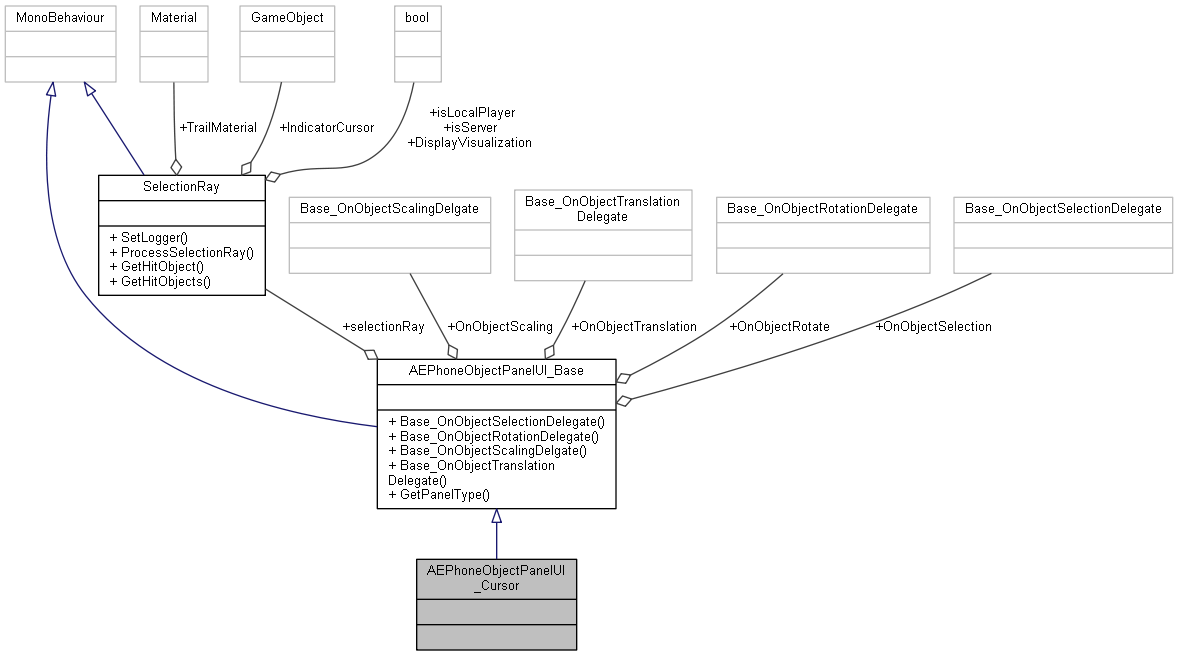 MonoBehaviour
Material
GameObject
bool
+TrailMaterial
+IndicatorCursor
+isLocalPlayer
+isServer
+DisplayVisualization
SelectionRay
+ SetLogger()
+ ProcessSelectionRay()
+ GetHitObject()
+ GetHitObjects()
Base_OnObjectScalingDelgate
Base_OnObjectTranslation
Delegate
Base_OnObjectRotationDelegate
Base_OnObjectSelectionDelegate
+selectionRay
+OnObjectScaling
+OnObjectTranslation
+OnObjectRotate
+OnObjectSelection
AEPhoneObjectPanelUI_Base
+ Base_OnObjectSelectionDelegate()
+ Base_OnObjectRotationDelegate()
+ Base_OnObjectScalingDelgate()
+ Base_OnObjectTranslation
Delegate()
+ GetPanelType()
AEPhoneObjectPanelUI
_Cursor